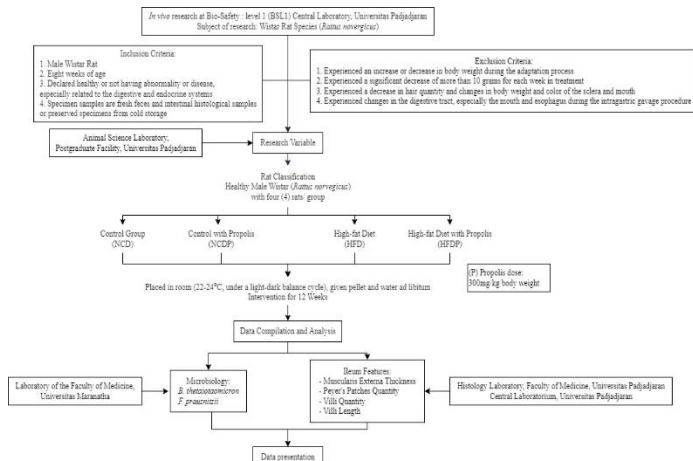 In vivo research at Bio-Safety : level 1 (BSL1) Central Laboratory, Universitas Padjadjaran
Subject of research: Wistar Rat Species (Rattus novergicus)
Inclusion Criteria:
1. Male Wistar Rat
2. Eight weeks of age
3. Declared healthy or not having abnormality or disease,
especially related to the digestive and endocrine systems
4. Specimen samples are fresh feces and intestinal histological samples
or preserved specimens from cold storage
Exclusion Criteria:
1. Experienced an increase or decrease in body weight during the adaptation process
2. Experienced a significant decrease of more than 10 grams for each week in treatment
3. Experienced a decrease in hair quantity and changes in body weight and color of the sclera and mouth
4. Experienced changes in the digestive tract, especially the mouth and esophagus during the intragastric gavage procedure
Animal Science Laboratory,
Postgraduate Facility, Universitas Padjadjaran
Research Variable
Rat Classification
Healthy Male Wistar (Rattus norvegicus)
with four (4) rats/ group
Control Group
(NCD)
Control with Propolis
(NCDP)
High-fat Diet
(HFD)
High-fat Diet with Propolis
(HFDP)
Placed in room (22-24°C, under a light-dark balance cycle), given pellet and water ad libitum
Intervention for 12 Weeks
(P) Propolis dose:
300mg/kg body weight
Data Compilation and Analysis
Laboratory of the Faculty of Medicine,
Universitas Maranatha
Microbiology:
B. thetaiotaomicron
F. prausnitzii
Ileum Features:
- Muscularis Externa Thickness
- Peyer's Patches Quantity
- Villi Quantity
- Villi Length
Histology Laboratory, Faculty of Medicine, Universitas Padjadjaran
Central Laboratorium, Universitas Padjadjaran
Data presentation